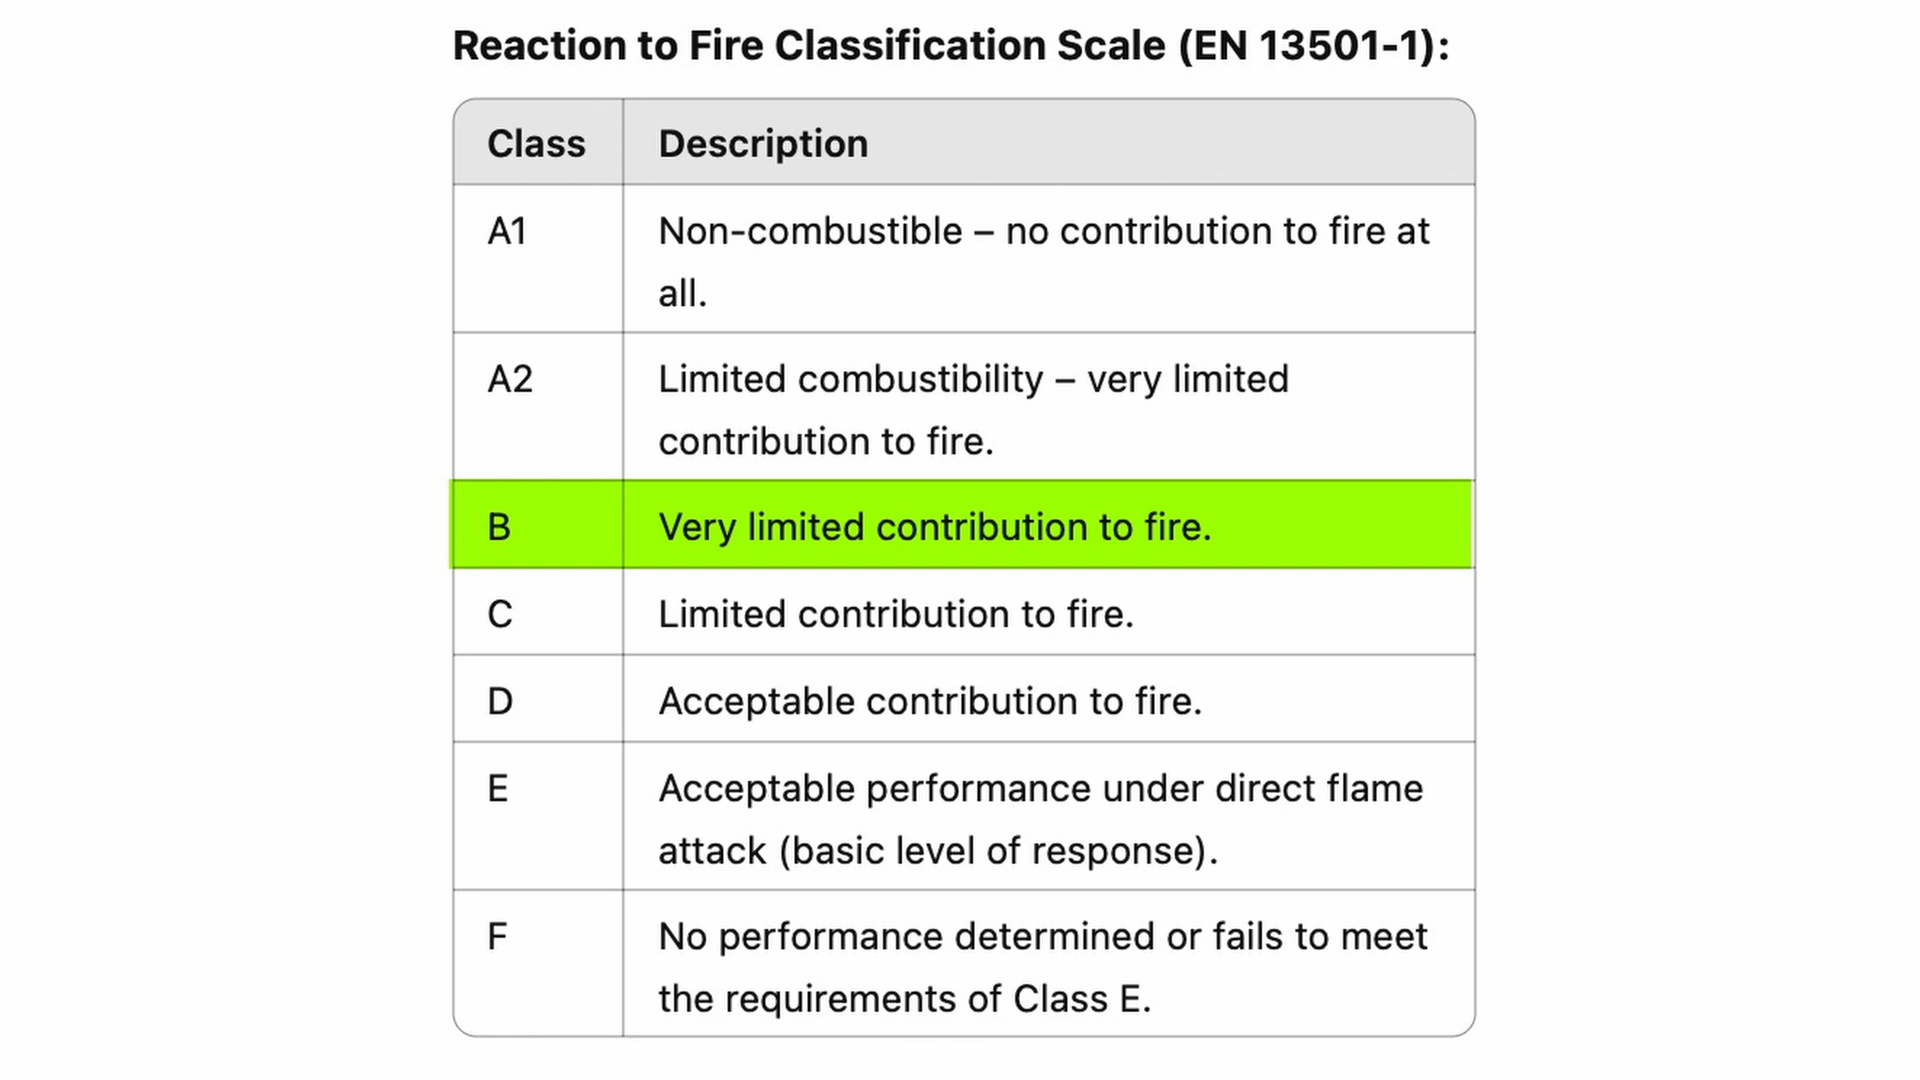 Reaction to Fire Classification Scale (EN 13501-1):
Class Description
A1 Non-combustible – no contribution to fire at
all.
A2 Limited combustibility – very limited
contribution to fire.
B Very limited contribution to fire.
C Limited contribution to fire.
D Acceptable contribution to fire.
E Acceptable performance under direct flame
attack (basic level of response).
F No performance determined or fails to meet
the requirements of Class E.